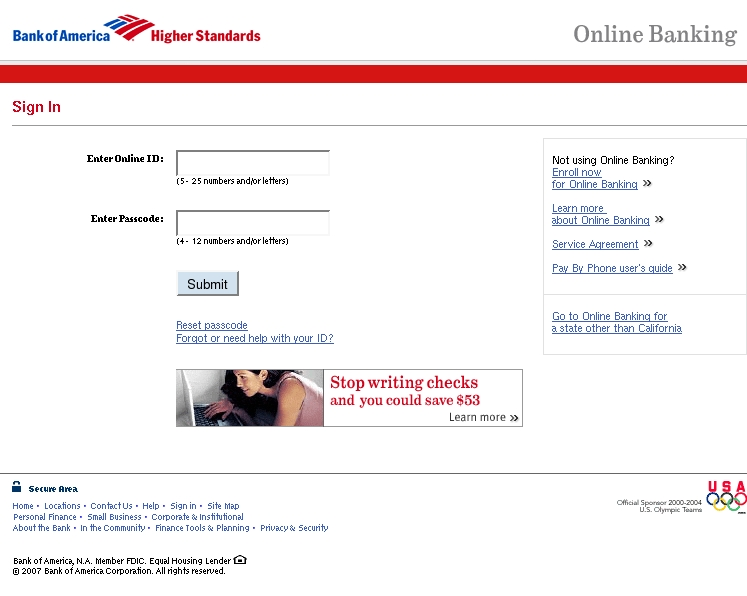 Bank of America Higher Standards
Online Banking
Sign In
Enter Online ID:
(5 - 25 numbers and/or letters)
Enter Passcode:
(4 - 12 numbers and/or letters)
Submit
Reset passcode
Forgot or need help with your ID?
Stop writing checks
and you could save $53
Learn more »
Not using Online Banking?
Enroll now
for Online Banking »
Learn more
about Online Banking »
Service Agreement »
Pay By Phone user's guide »
Go to Online Banking for
a state other than California
Secure Area
Home • Locations • Contact Us • Help • Sign in • Site Map
Personal Finance • Small Business • Corporate & Institutional
About the Bank • In the Community • Finance Tools & Planning • Privacy & Security
Official Sponsor 2000-2004
U.S. Olympic Teams
USA
Bank of America, N.A. Member FDIC. Equal Housing Lender
© 2007 Bank of America Corporation. All rights reserved.